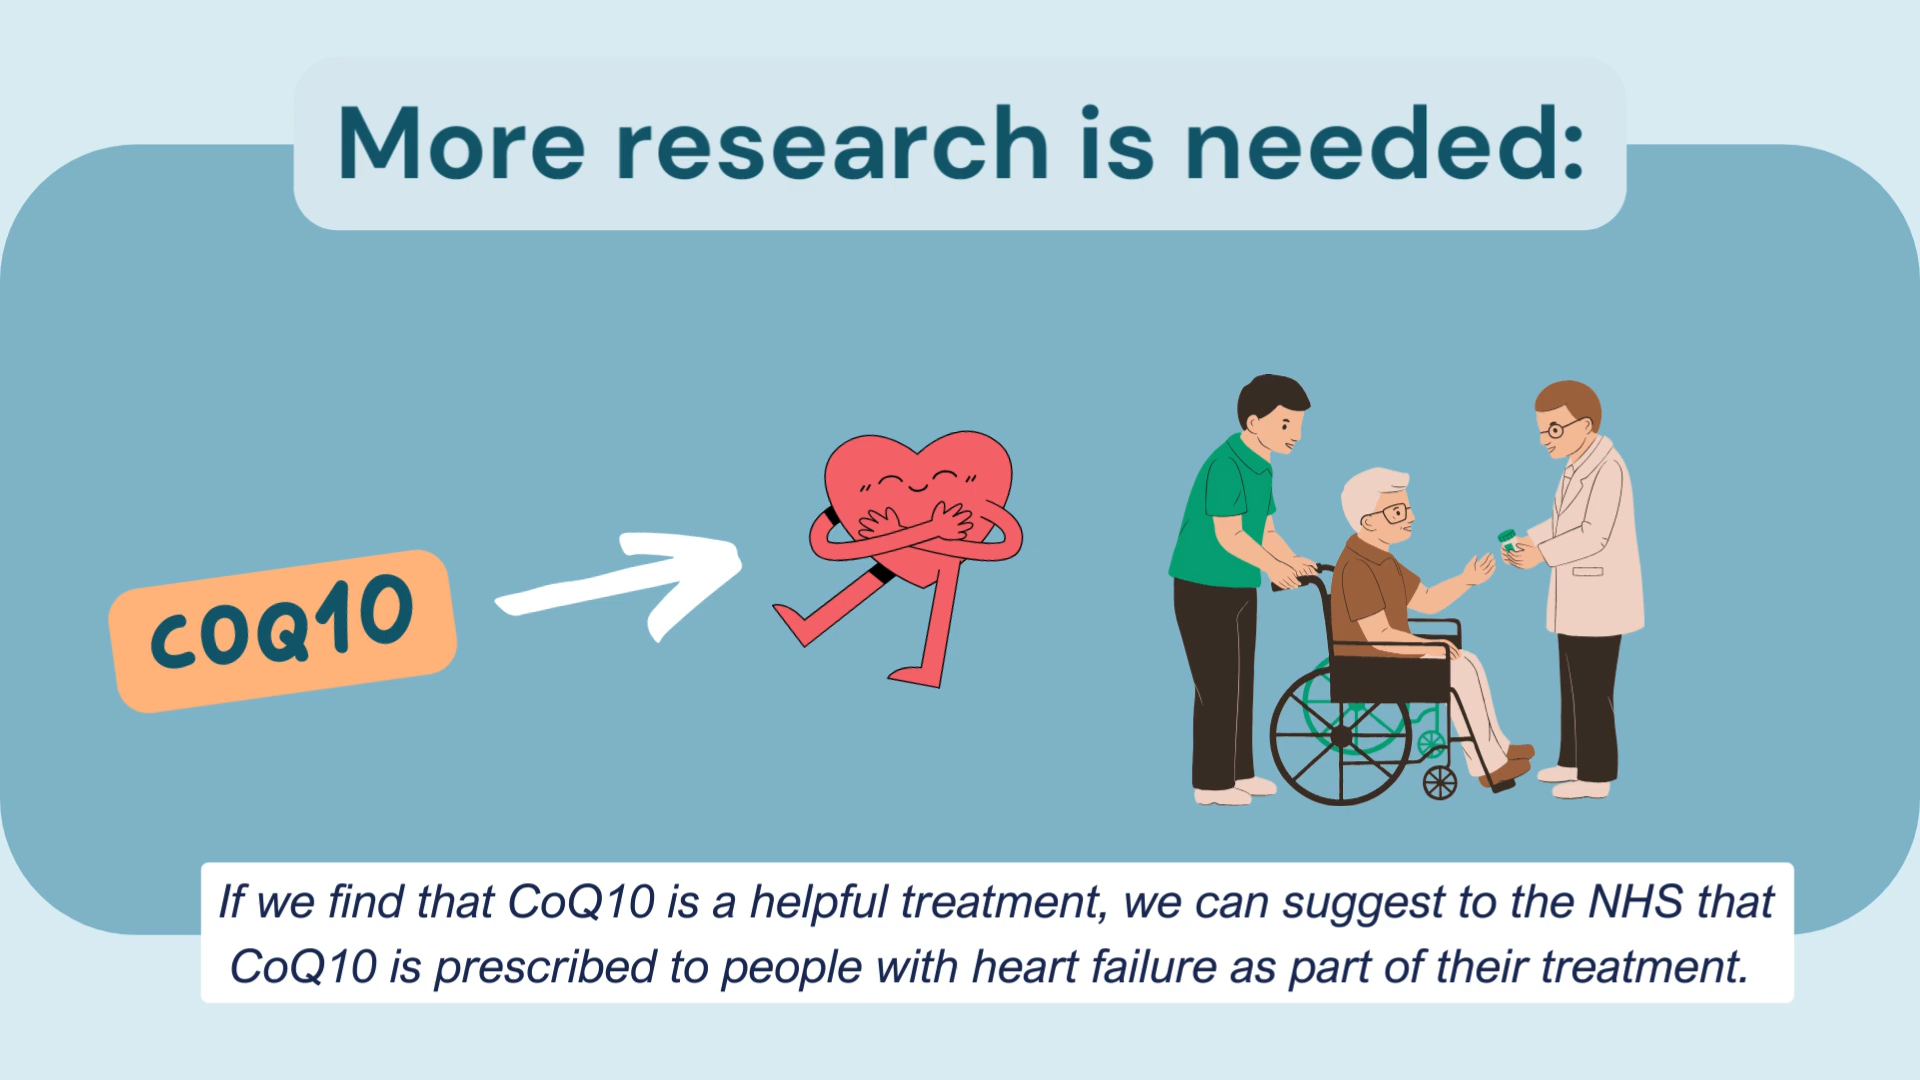 More research is needed:
COQ10
If we find that CoQ10 is a helpful treatment, we can suggest to the NHS that
CoQ10 is prescribed to people with heart failure as part of their treatment.